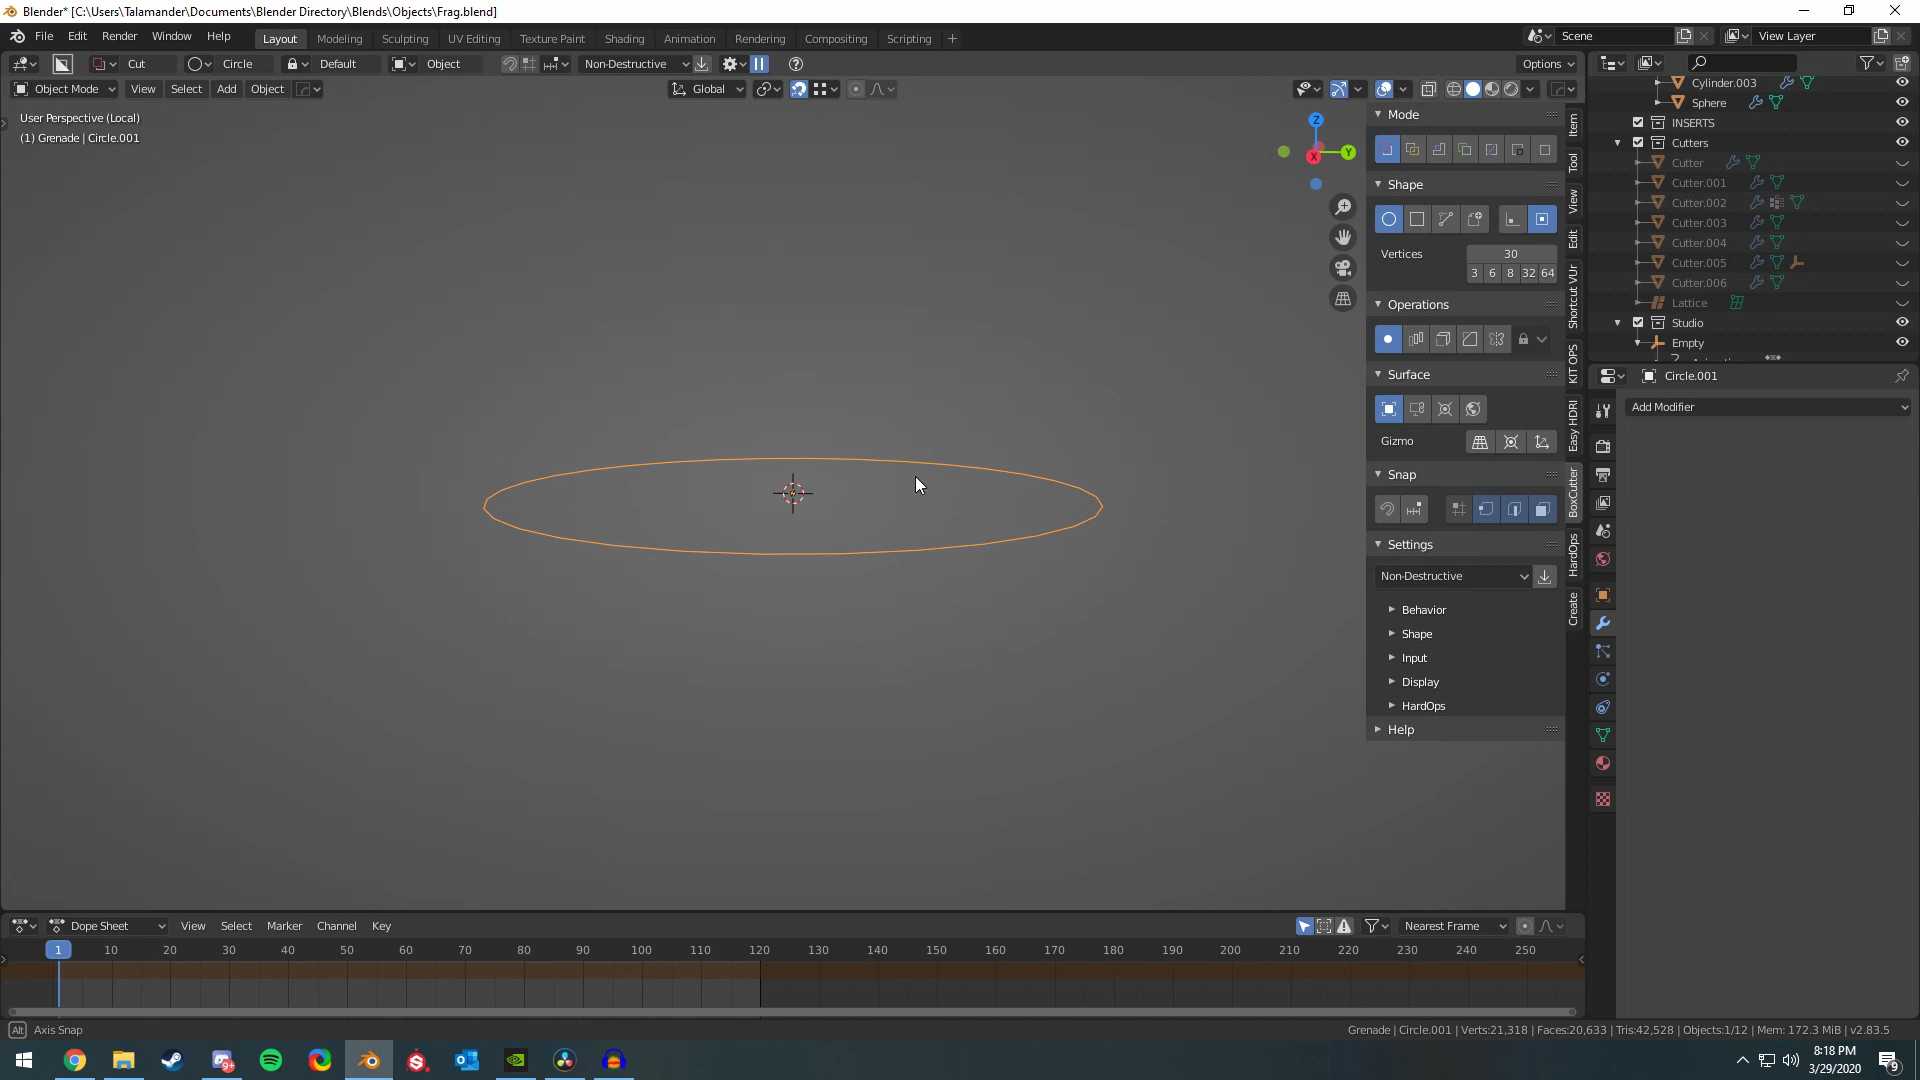 Blender* [C:\Users\Talamander\Documents\Blender Directory\Blends\Objects\Frag.blend]
File Edit Render Window Help
Layout Modeling Sculpting UV Editing Texture Paint Shading Animation Rendering Compositing Scripting +
Scene View Layer
Cut Circle Default Object Non-Destructive Options
Object Mode View Select Add Object Global
User Perspective (Local)
(1) Grenade | Circle.001
Z
X Y
Mode
Shape
Vertices 30
3 6 8 32 64
Operations
Surface
Gizmo
Snap
Settings
Non-Destructive
Behavior
Shape
Input
Display
HardOps
Help
Item
Tool
View
Edit
Shortcut VUr
KIT OPS
Easy HDRI
BoxCutter
HardOps
Create
Cylinder.003
Sphere
INSERTS
Cutters
Cutter
Cutter.001
Cutter.002
Cutter.003
Cutter.004
Cutter.005
Cutter.006
Lattice
Studio
Empty
Circle.001
Add Modifier
Dope Sheet View Select Marker Channel Key Nearest Frame
1 10 20 30 40 50 60 70 80 90 100 110 120 130 140 150 160 170 180 190 200 210 220 230 240 250
Alt Axis Snap
Grenade | Circle.001 | Verts:21,318 | Faces:20,633 | Tris:42,528 | Objects:1/12 | Mem: 172.3 MiB | v2.83.5
8:18 PM
3/29/2020
9+
9